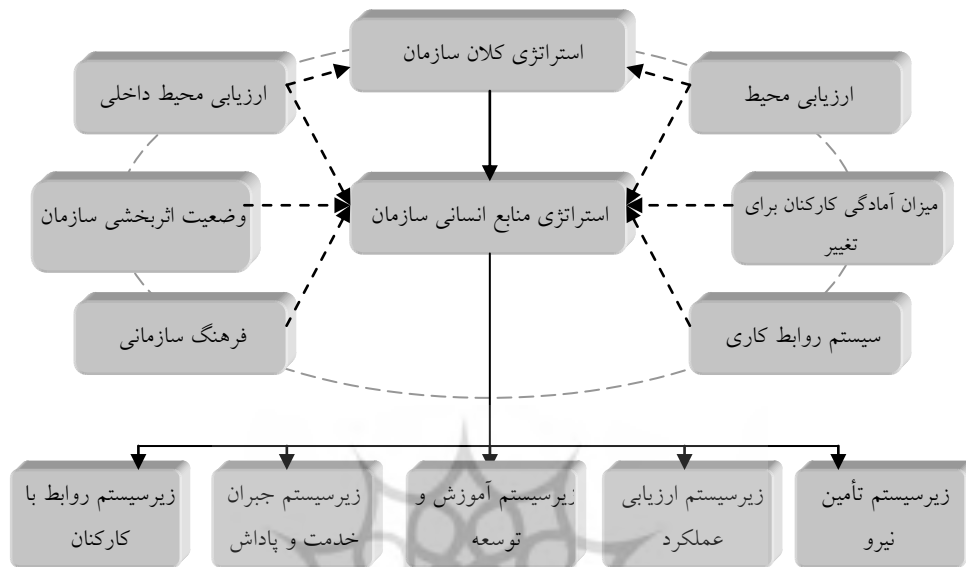 استراتژی کلان سازمان
ارزیابی محیط
ارزیابی محیط داخلی
میزان آمادگی کارکنان برای
تغییر
استراتژی منابع انسانی سازمان
وضعیت اثربخشی سازمان
سیستم روابط کاری
فرهنگ سازمانی
زیرسیستم تأمین
نیرو
زیرسیستم ارزیابی
عملکرد
زیرسیستم آموزش و
توسعه
زیرسیستم جبران
خدمت و پاداش
زیرسیستم روابط با
کارکنان